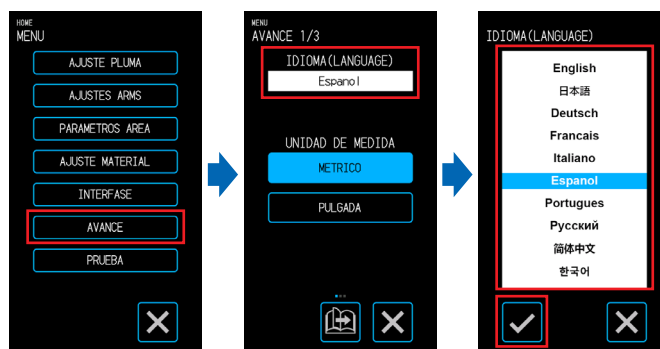 HOME
MENU
AJUSTE PLUMA
AJUSTES ARMS
PARAMETROS AREA
AJUSTE MATERIAL
INTERFASE
AVANCE
PRUEBA
MENU
AVANCE 1/3
IDIOMA(LANGUAGE)
Espanol
UNIDAD DE MEDIDA
METRICO
PULGADA
IDIOMA(LANGUAGE)
English
日本語
Deutsch
Francais
Italiano
Espanol
Portugues
Русский
简体中文
한국어